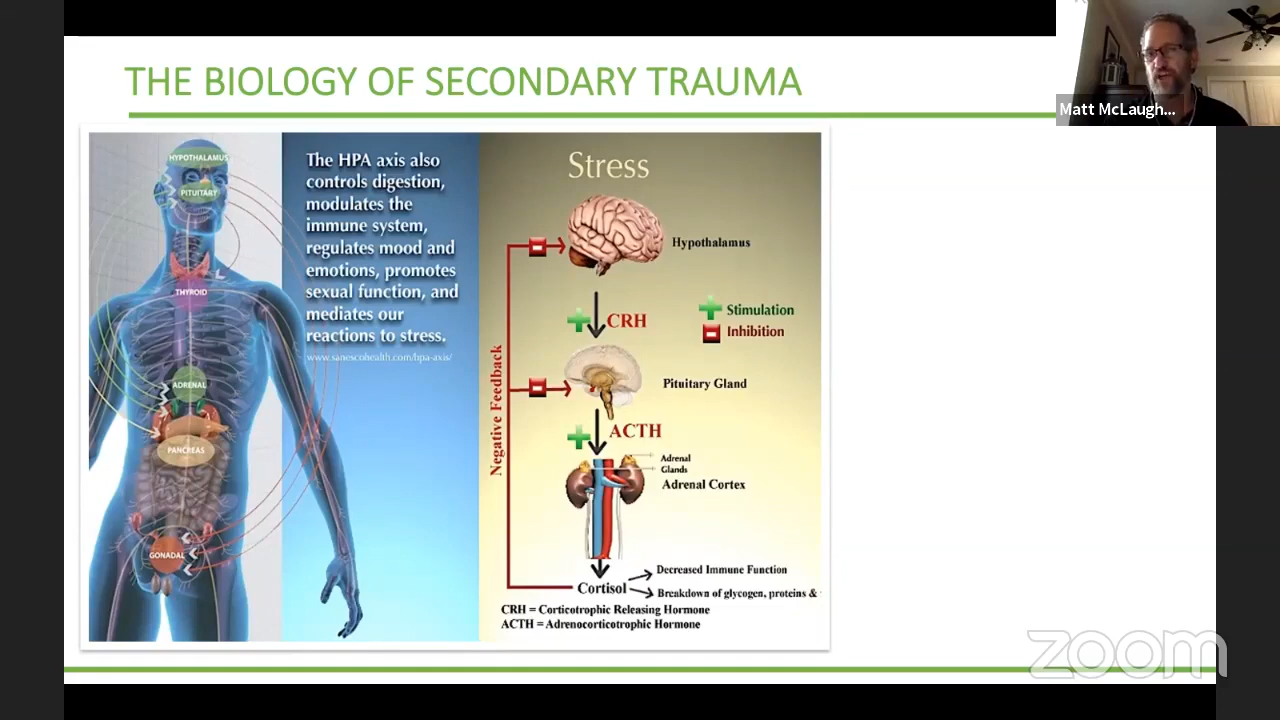 THE BIOLOGY OF SECONDARY TRAUMA
Matt McLaugh...
HYPOTHALAMUS
PITUITARY
THYROID
ADRENAL
PANCREAS
GONADAL
The HPA axis also
controls digestion,
modulates the
immune system,
regulates mood and
emotions, promotes
sexual function, and
mediates our
reactions to stress.
www.sanescohealth.com/hpa-axis/
Stress
Hypothalamus
CRH
Stimulation
Inhibition
Negative Feedback
Pituitary Gland
ACTH
Adrenal
Glands
Adrenal Cortex
Cortisol
Decreased Immune Function
Breakdown of glycogen, proteins &
CRH = Corticotrophic Releasing Hormone
ACTH = Adrenocorticotrophic Hormone
zoom